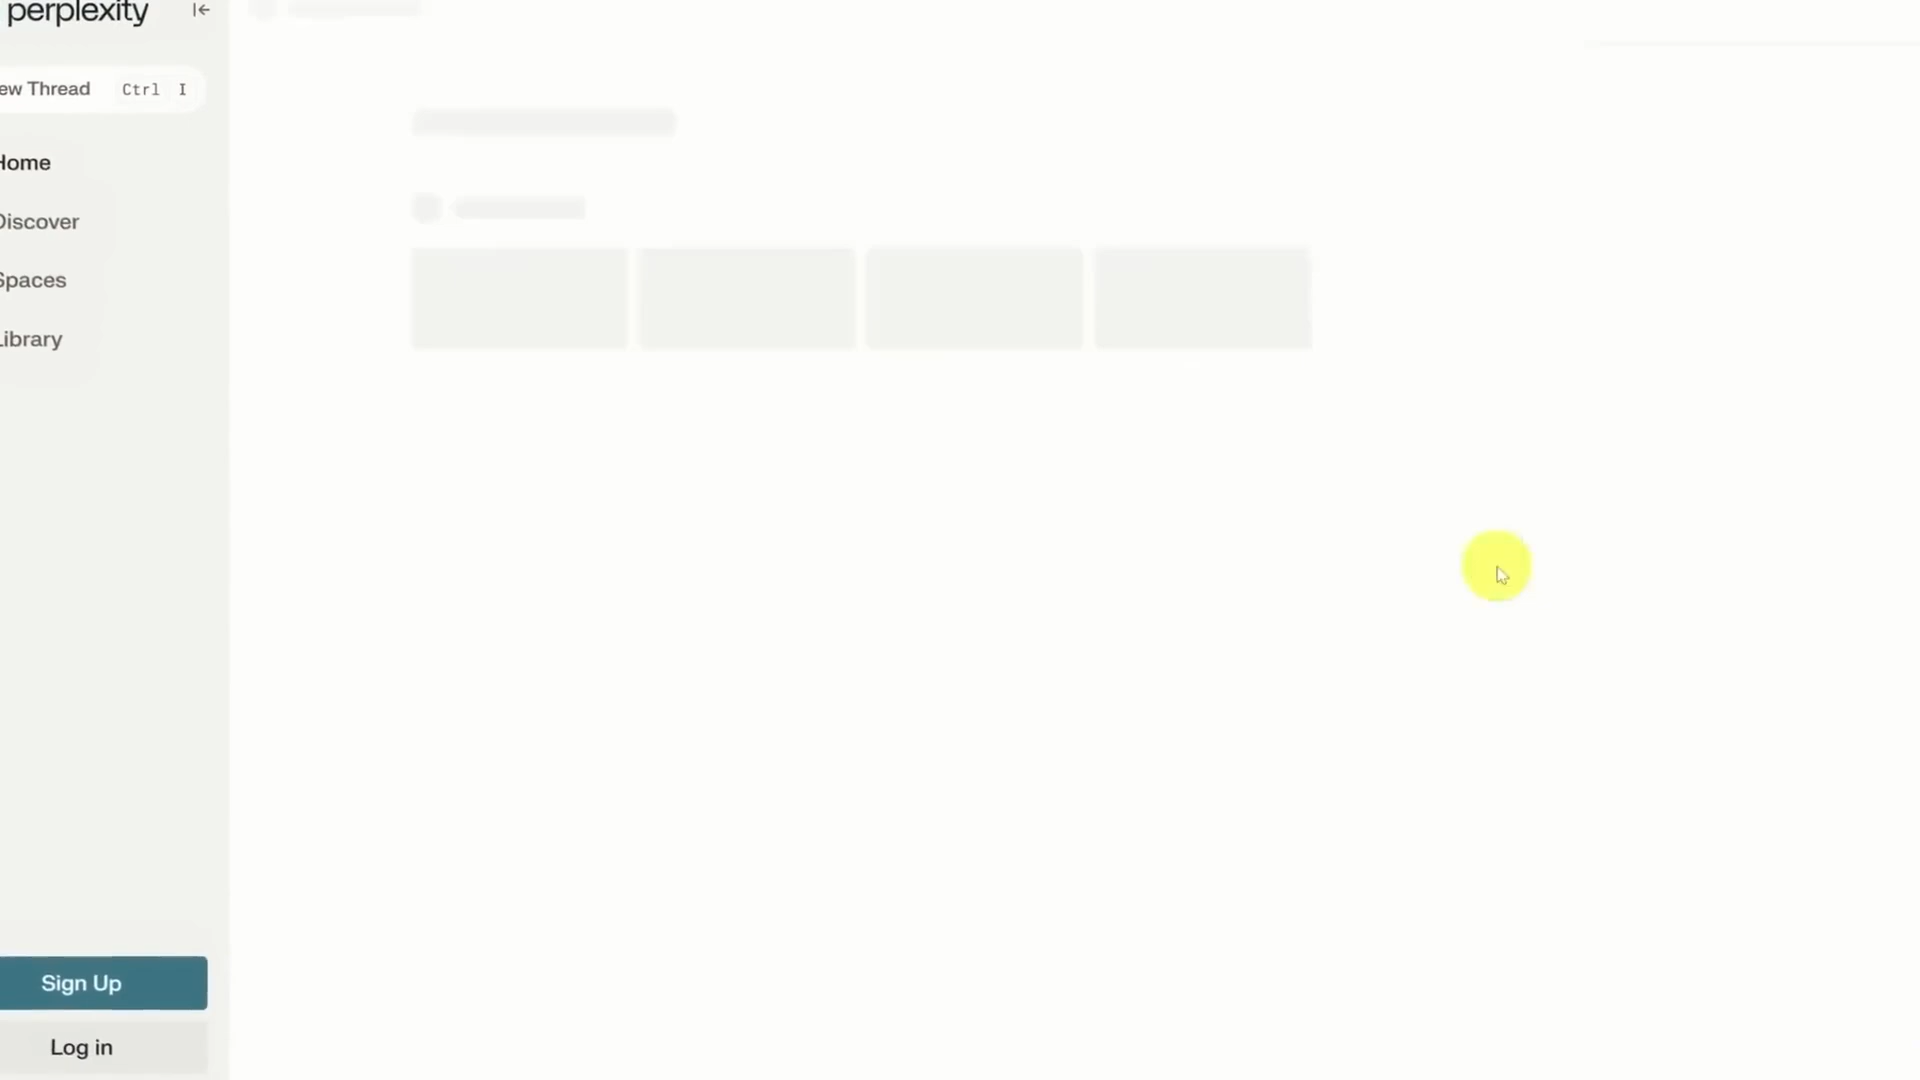 perplexity
ew Thread Ctrl I
Home
Discover
Spaces
Library
Sign Up
Log in